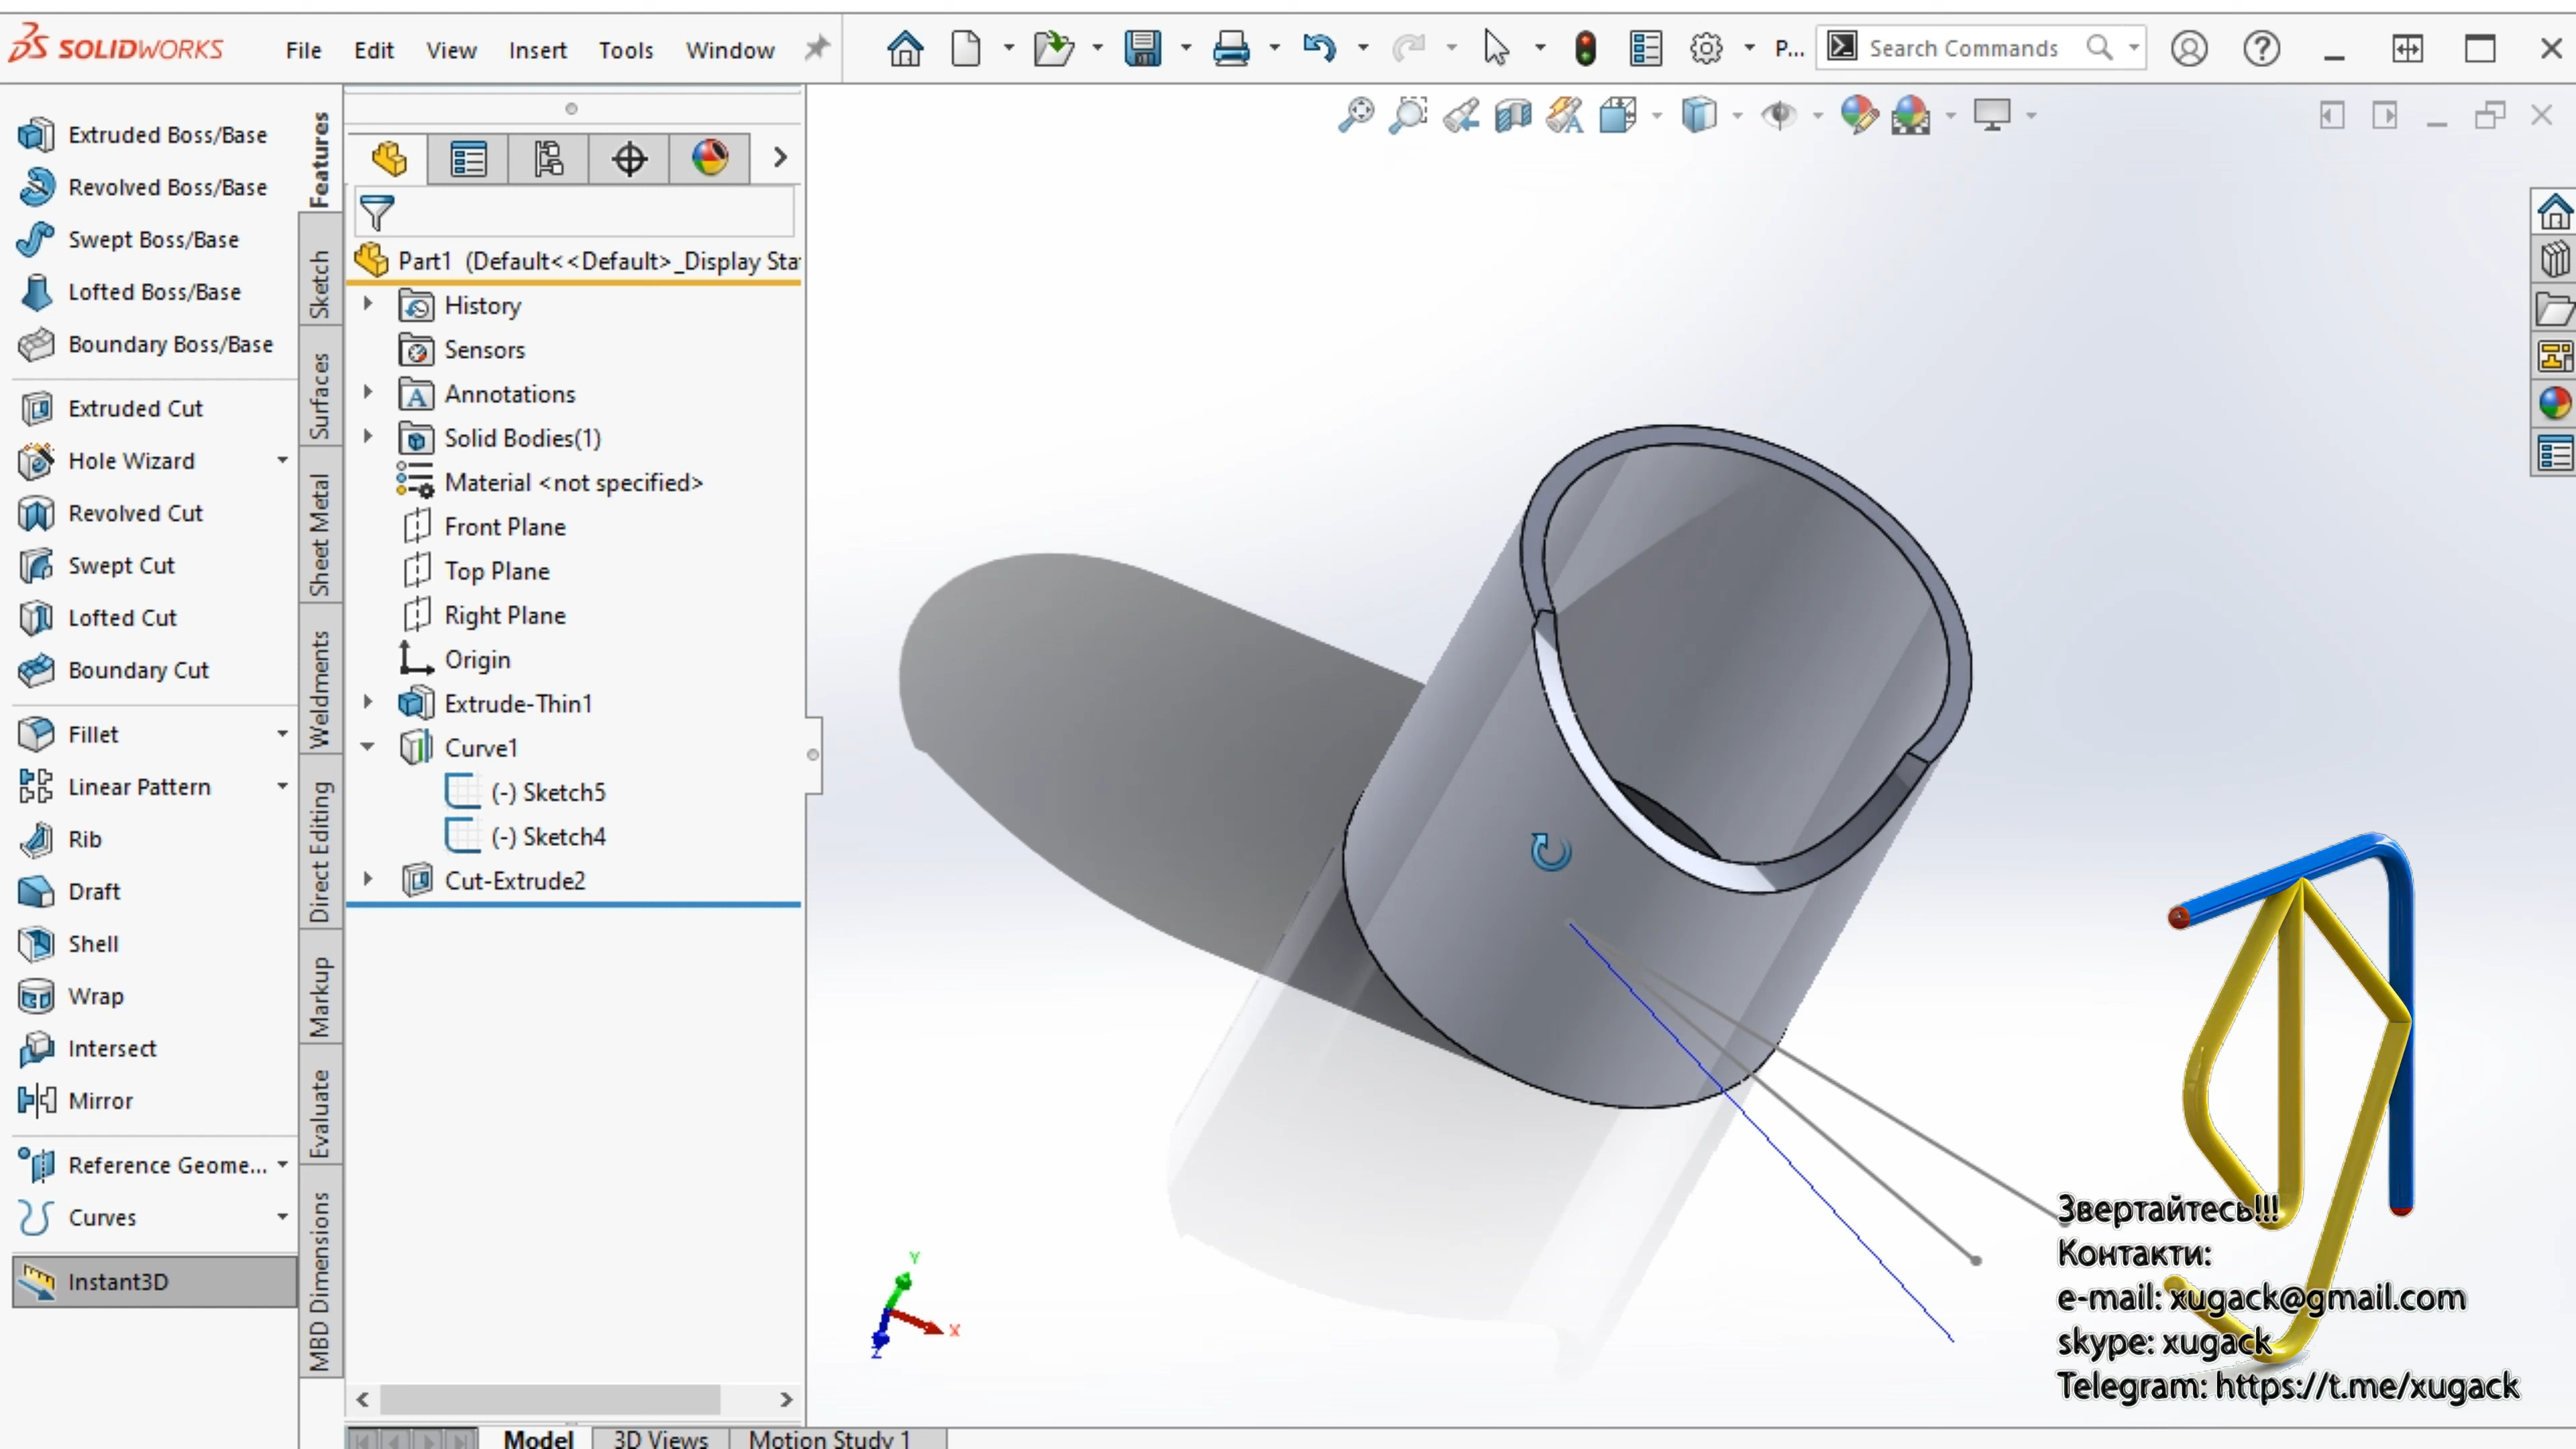 SOLIDWORKS
File Edit View Insert Tools Window
P...
Search Commands
Extruded Boss/Base
Revolved Boss/Base
Swept Boss/Base
Lofted Boss/Base
Boundary Boss/Base
Extruded Cut
Hole Wizard
Revolved Cut
Swept Cut
Lofted Cut
Boundary Cut
Fillet
Linear Pattern
Rib
Draft
Shell
Wrap
Intersect
Mirror
Reference Geome...
Curves
Instant3D
Features
Sketch
Surfaces
Sheet Metal
Weldments
Direct Editing
Markup
Evaluate
MBD Dimensions
Part1 (Default<<Default>_Display Sta
History
Sensors
Annotations
Solid Bodies(1)
Material <not specified>
Front Plane
Top Plane
Right Plane
Origin
Extrude-Thin1
Curve1
(-) Sketch5
(-) Sketch4
Cut-Extrude2
Y
X
Z
Звертайтесь!!!
Контакти:
e-mail: xugack@gmail.com
skype: xugack
Telegram: https://t.me/xugack
Model
3D Views
Motion Study 1